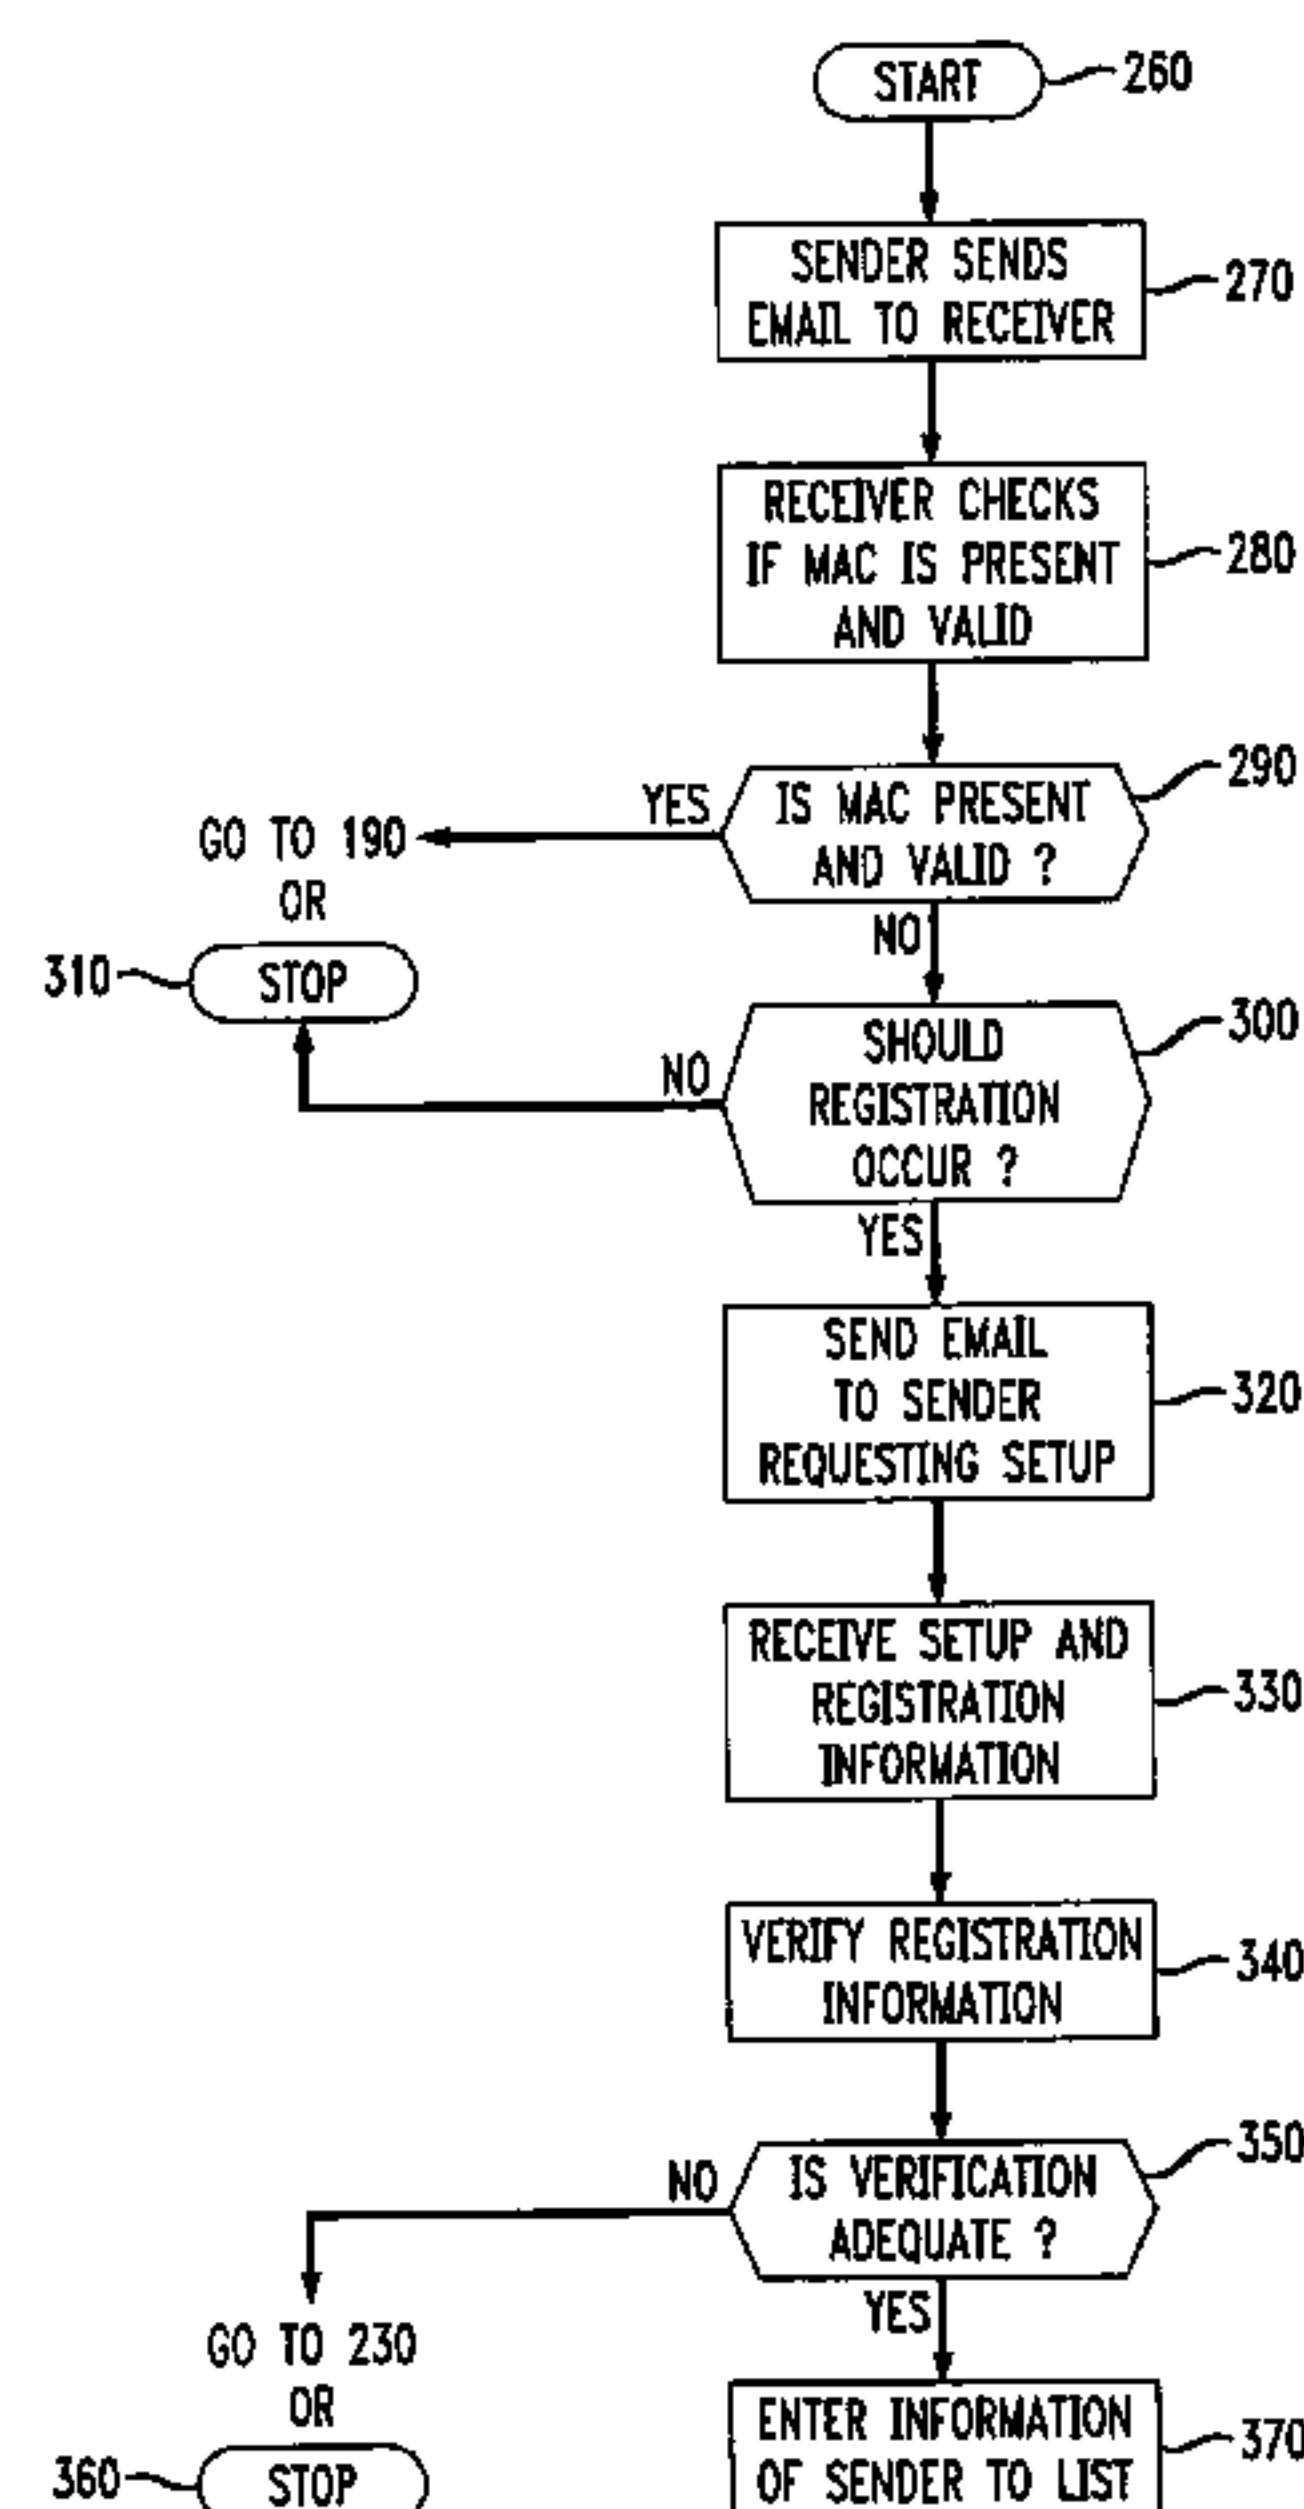 START
260
SENDER SENDS
EMAIL TO RECEIVER
270
RECEIVER CHECKS
IF MAC IS PRESENT
AND VALID
280
IS MAC PRESENT
AND VALID ?
290
YES
GO TO 190
OR
STOP
310
NO
SHOULD
REGISTRATION
OCCUR ?
300
NO
YES
SEND EMAIL
TO SENDER
REQUESTING SETUP
320
RECEIVE SETUP AND
REGISTRATION
INFORMATION
330
VERIFY REGISTRATION
INFORMATION
340
IS VERIFICATION
ADEQUATE ?
350
NO
GO TO 230
OR
STOP
360
YES
ENTER INFORMATION
OF SENDER TO LIST
370